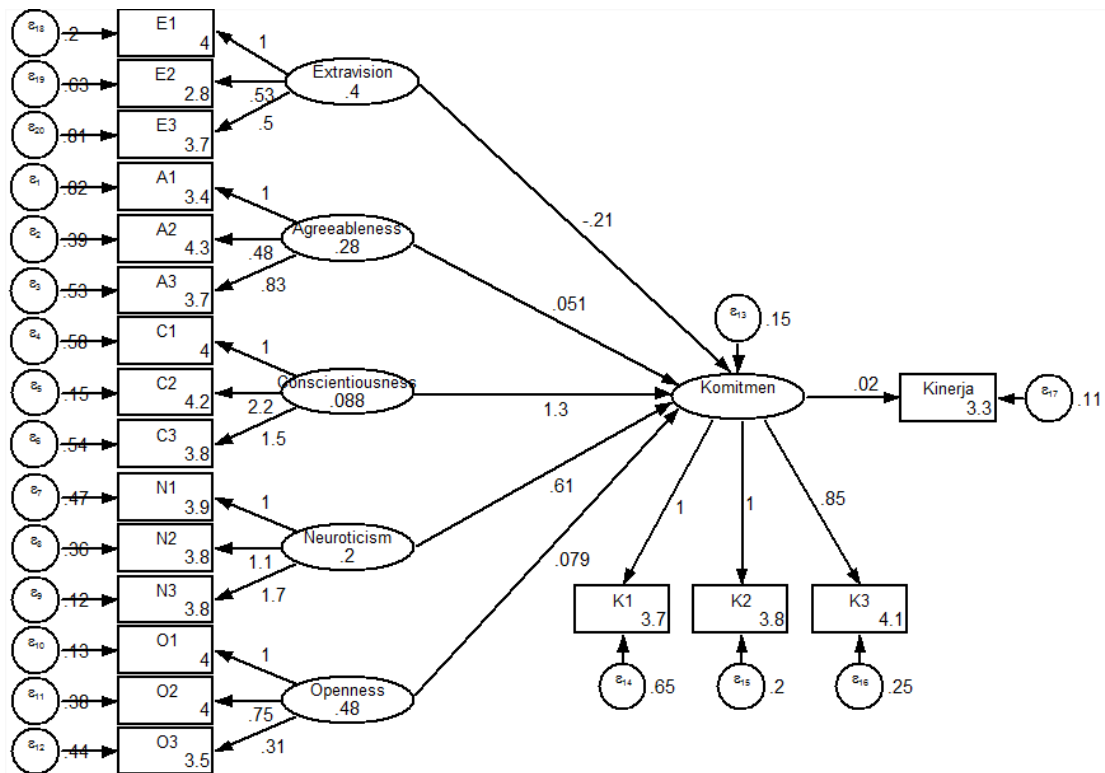 ε18 .2 E1 4
ε19 .63 E2 2.8
ε20 .81 E3 3.7
1
.53
.5
Extravision
.4
-.21
ε1 .82 A1 3.4
ε2 .39 A2 4.3
ε3 .53 A3 3.7
1
.48
.83
Agreeableness
.28
.051
ε4 .58 C1 4
ε5 .15 C2 4.2
ε6 .54 C3 3.8
1
2.2
1.5
Conscientiousness
.088
1.3
ε7 .47 N1 3.9
ε8 .36 N2 3.8
ε9 .12 N3 3.8
1
1.1
1.7
Neuroticism
.2
.61
ε10 .13 O1 4
ε11 .38 O2 4
ε12 .44 O3 3.5
1
.75
.31
Openness
.48
.079
ε13 .15
Komitmen
.02
Kinerja
3.3
ε17 .11
1
1
.85
K1 3.7
K2 3.8
K3 4.1
ε14 .65
ε15 .2
ε16 .25